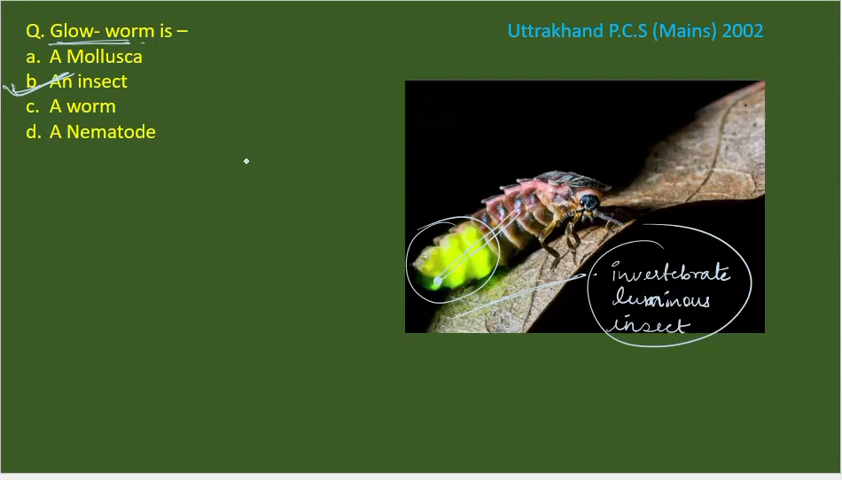 Q. Glow- worm is –
Uttrakhand P.C.S (Mains) 2002
a. A Mollusca
b. An insect
c. A worm
d. A Nematode
invertebrate
luminous
insect